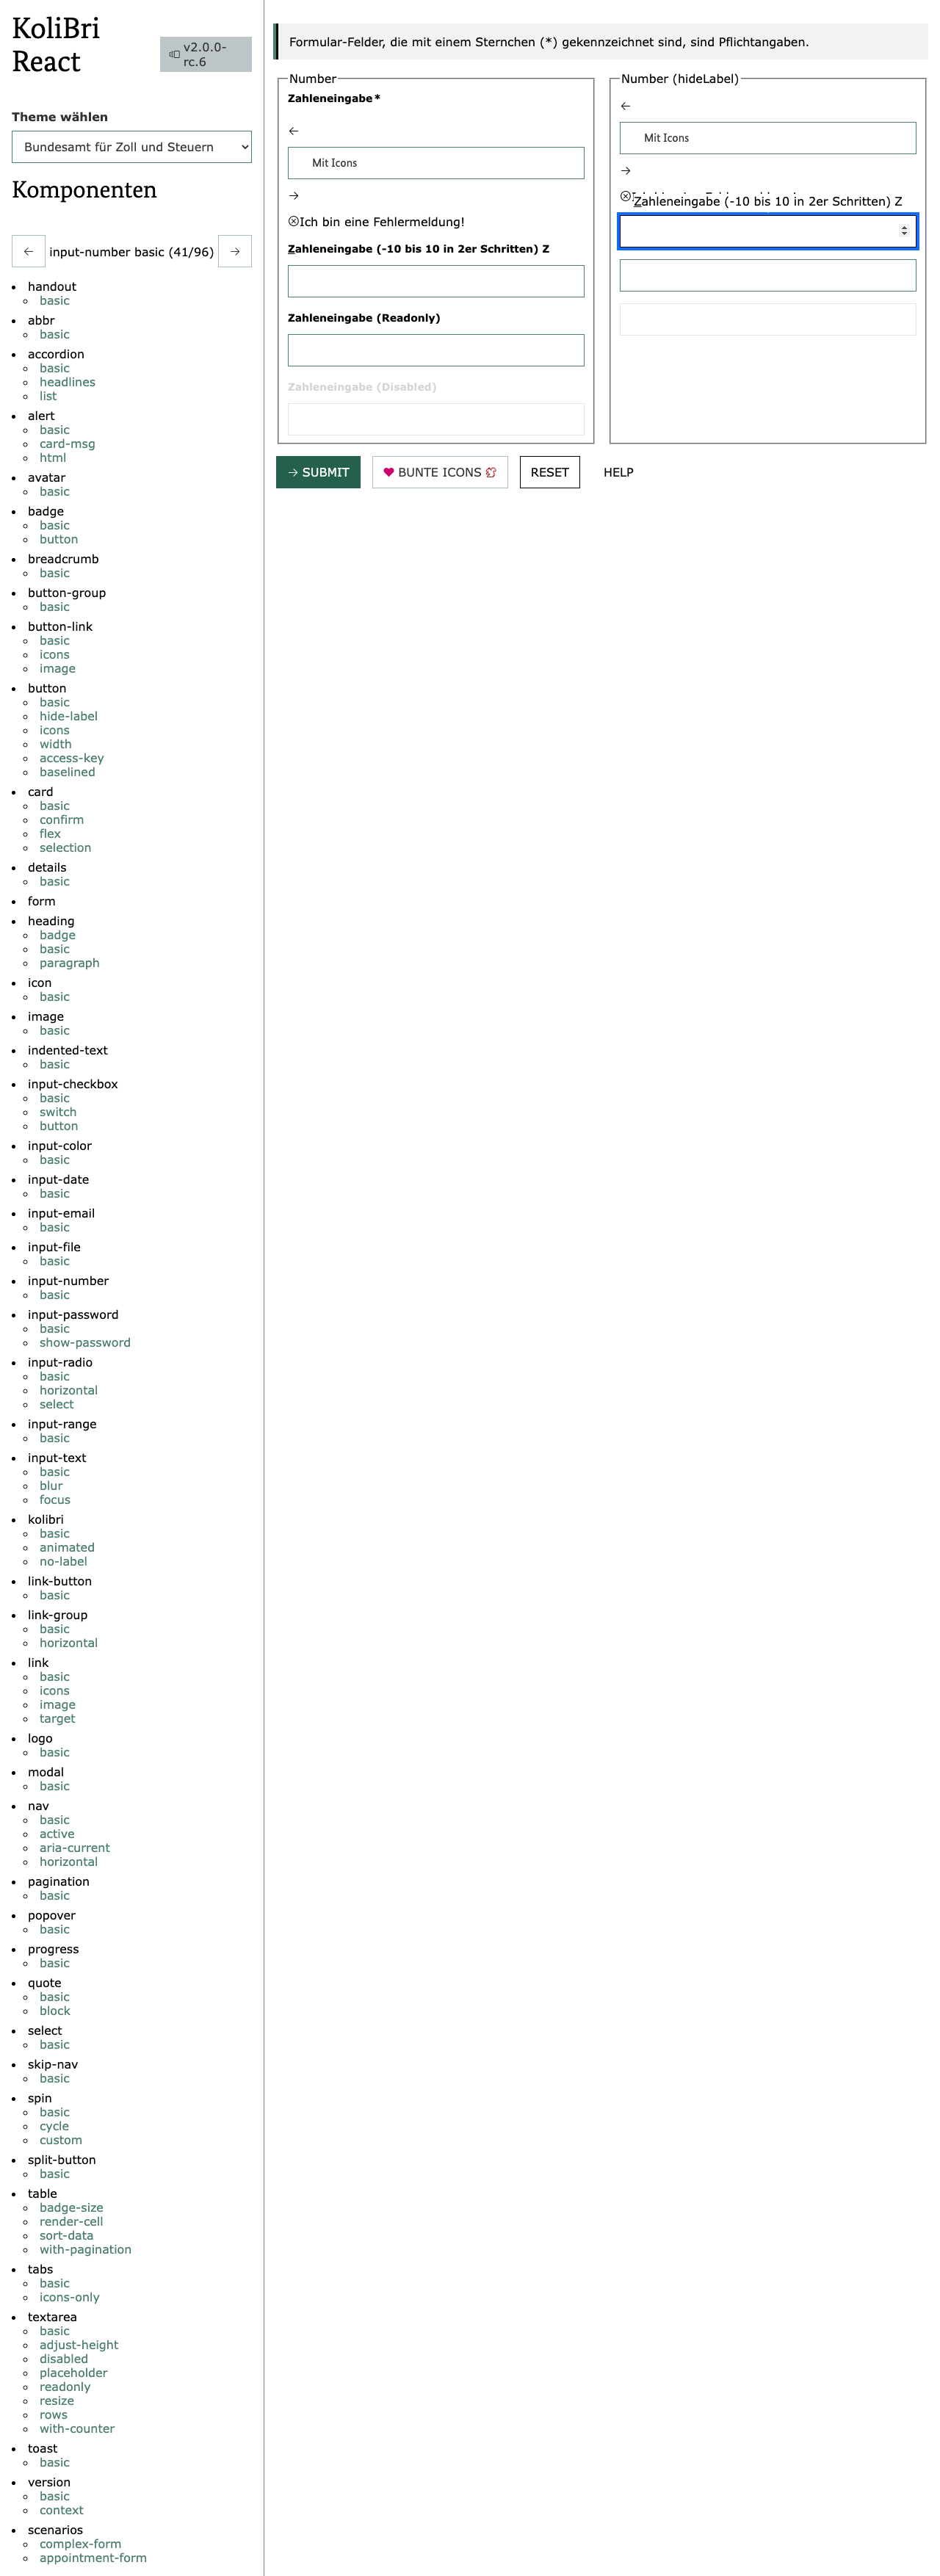 KoliBri
React
v2.0.0-
rc.6
Theme wählen
Bundesamt für Zoll und Steuern
Komponenten
← input-number basic (41/96) →
handout
basic
abbr
basic
accordion
basic
headlines
list
alert
basic
card-msg
html
avatar
basic
badge
basic
button
breadcrumb
basic
button-group
basic
button-link
basic
icons
image
button
basic
hide-label
icons
width
access-key
baselined
card
basic
confirm
flex
selection
details
basic
form
heading
badge
basic
paragraph
icon
basic
image
basic
indented-text
basic
input-checkbox
basic
switch
button
input-color
basic
input-date
basic
input-email
basic
input-file
basic
input-number
basic
input-password
basic
show-password
input-radio
basic
horizontal
select
input-range
basic
input-text
basic
blur
focus
kolibri
basic
animated
no-label
link-button
basic
link-group
basic
horizontal
link
basic
icons
image
target
logo
basic
modal
basic
nav
basic
active
aria-current
horizontal
pagination
basic
popover
basic
progress
basic
quote
basic
block
select
basic
skip-nav
basic
spin
basic
cycle
custom
split-button
basic
table
badge-size
render-cell
sort-data
with-pagination
tabs
basic
icons-only
textarea
basic
adjust-height
disabled
placeholder
readonly
resize
rows
with-counter
toast
basic
version
basic
context
scenarios
complex-form
appointment-form
Formular-Felder, die mit einem Sternchen (*) gekennzeichnet sind, sind Pflichtangaben.
Number
Zahleneingabe*
←
Mit Icons
→
Ich bin eine Fehlermeldung!
Zahleneingabe (-10 bis 10 in 2er Schritten) Z
Zahleneingabe (Readonly)
Zahleneingabe (Disabled)
Number (hideLabel)
←
Mit Icons
→
Zahleneingabe (-10 bis 10 in 2er Schritten) Z
→ SUBMIT
BUNTE ICONS
RESET
HELP